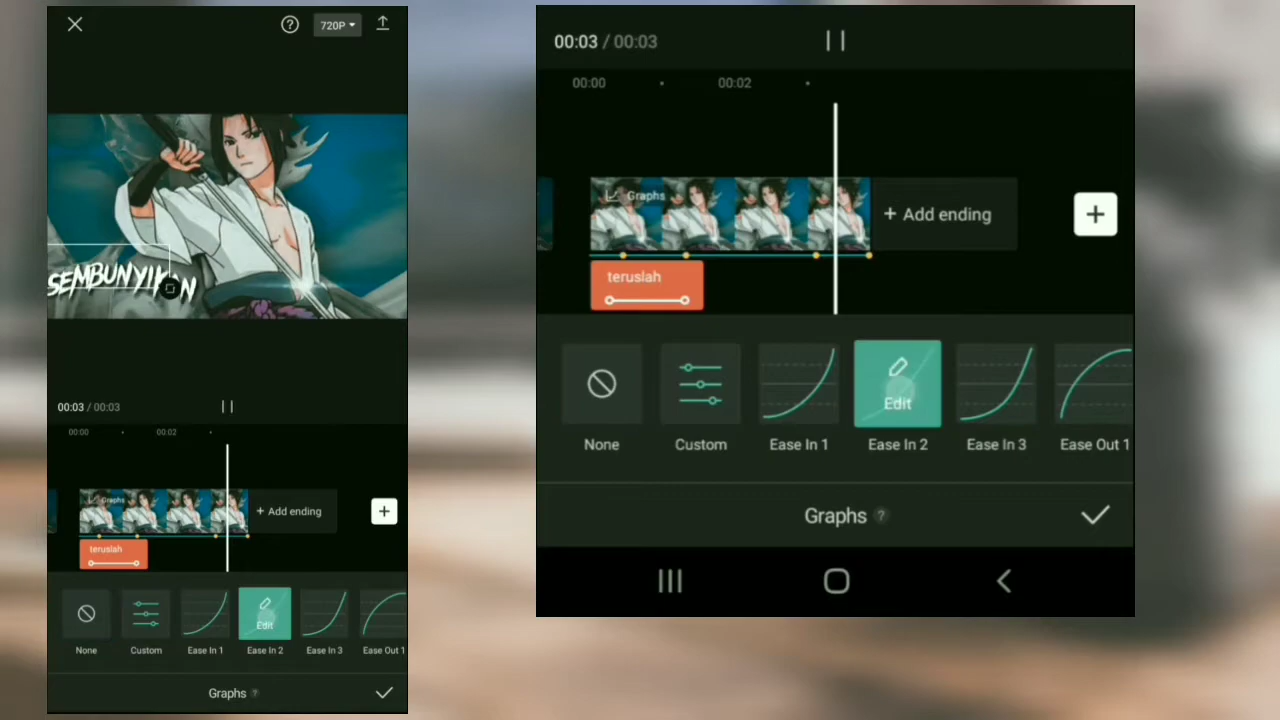 720P
SEMBUNYIKAN
00:03 / 00:03
00:00
00:02
Graphs
+ Add ending
teruslah
Edit
None
Custom
Ease In 1
Ease In 2
Ease In 3
Ease Out 1
Graphs ?
00:03 / 00:03
00:00
00:02
Graphs
+ Add ending
teruslah
Edit
None
Custom
Ease In 1
Ease In 2
Ease In 3
Ease Out 1
Graphs ?